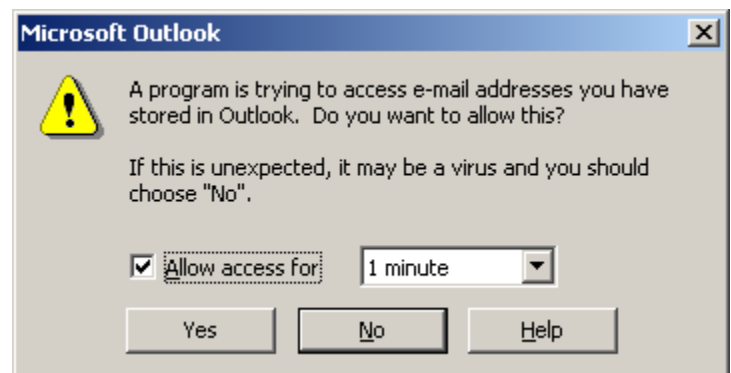 Microsoft Outlook
A program is trying to access e-mail addresses you have
stored in Outlook.  Do you want to allow this?
If this is unexpected, it may be a virus and you should
choose "No".
Allow access for 1 minute
Yes No Help